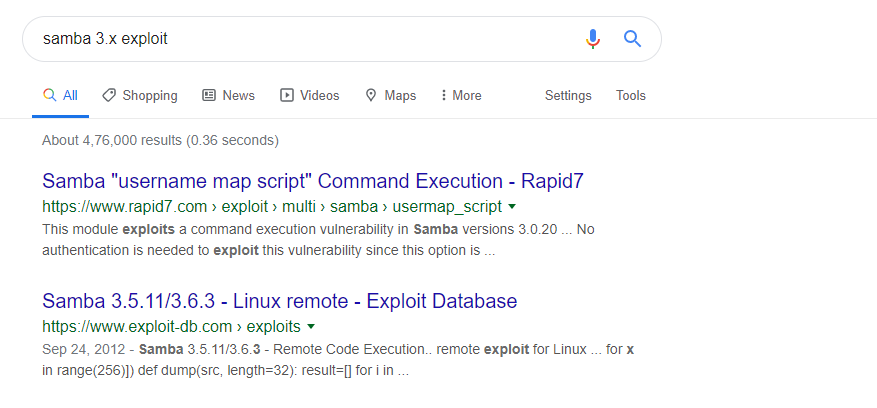 samba 3.x exploit
All Shopping News Videos Maps More Settings Tools
About 4,76,000 results (0.36 seconds)
Samba "username map script" Command Execution - Rapid7
https://www.rapid7.com › exploit › multi › samba › usermap_script
This module exploits a command execution vulnerability in Samba versions 3.0.20 ... No
authentication is needed to exploit this vulnerability since this option is ...
Samba 3.5.11/3.6.3 - Linux remote - Exploit Database
https://www.exploit-db.com › exploits
Sep 24, 2012 - Samba 3.5.11/3.6.3 - Remote Code Execution.. remote exploit for Linux ... for x
in range(256)]) def dump(src, length=32): result=[] for i in ...